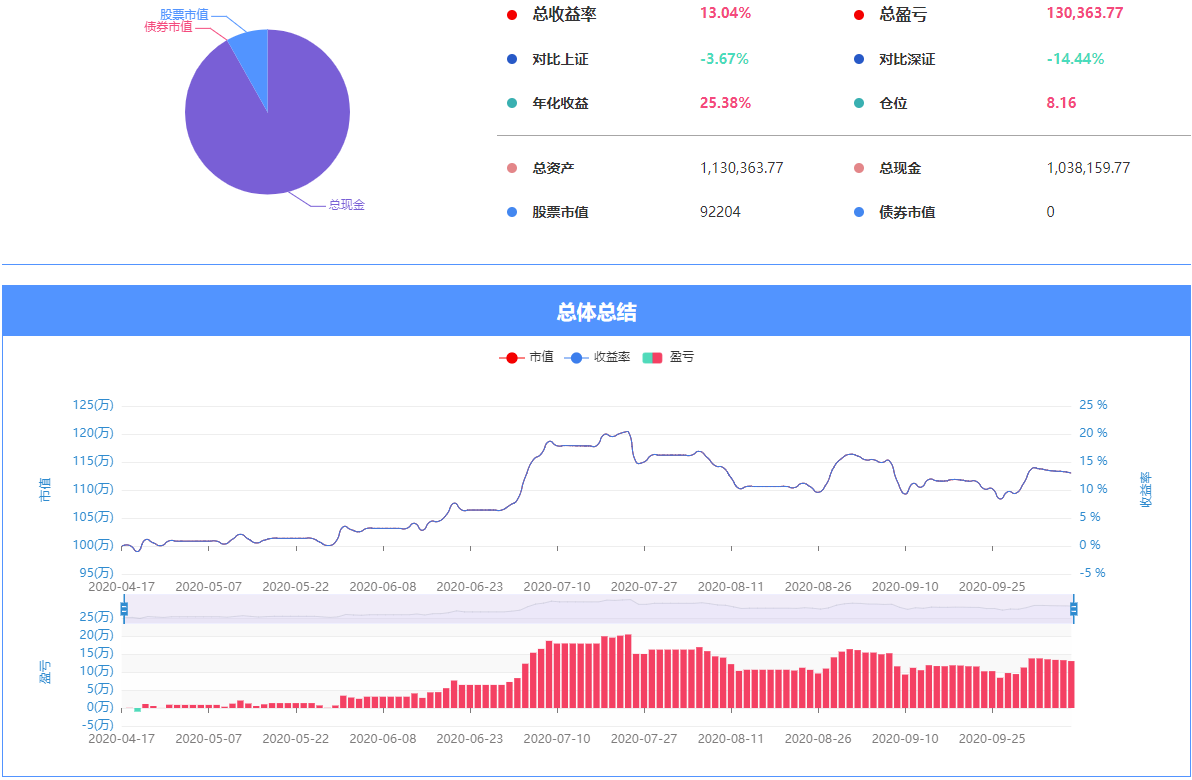 股票市值
债券市值
总现金
总收益率 13.04% 总盈亏 130,363.77
对比上证 -3.67% 对比深证 -14.44%
年化收益 25.38% 仓位 8.16
总资产 1,130,363.77 总现金 1,038,159.77
股票市值 92204 债券市值 0
总体总结
市值 收益率 盈亏
125(万) 25 %
120(万) 20 %
115(万) 15 %
110(万) 10 %
105(万) 5 %
100(万) 0 %
95(万) -5 %
市值
收益率
2020-04-17 2020-05-07 2020-05-22 2020-06-08 2020-06-23 2020-07-10 2020-07-27 2020-08-11 2020-08-26 2020-09-10 2020-09-25
25(万)
20(万)
15(万)
10(万)
5(万)
0(万)
-5(万)
盈亏
2020-04-17 2020-05-07 2020-05-22 2020-06-08 2020-06-23 2020-07-10 2020-07-27 2020-08-11 2020-08-26 2020-09-10 2020-09-25